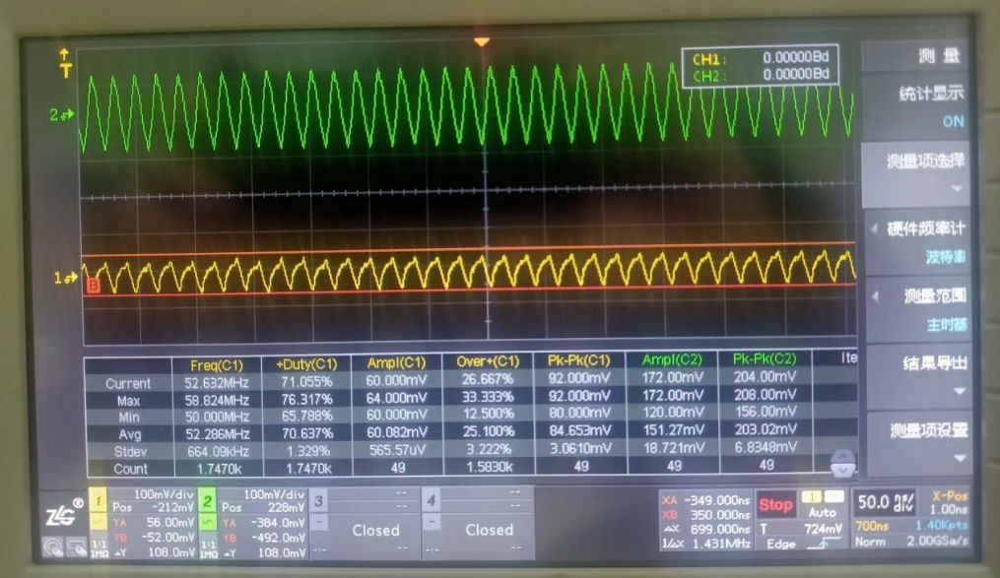 T
CH1: 0.00000Bd
CH2: 0.00000Bd
2
1
B
测 量
统计显示
ON
测量项选择
硬件频率计
波特率
测量范围
主时基
结果导出
测量项设置
Freq(C1) +Duty(C1) Ampl(C1) Over+(C1) Pk-Pk(C1) Ampl(C2) Pk-Pk(C2) Ite
Current 52.632MHz 71.055% 60.000mV 26.667% 92.000mV 172.00mV 204.00mV
Max 58.824MHz 76.317% 64.000mV 33.333% 92.000mV 172.00mV 208.00mV
Min 50.000MHz 65.788% 60.000mV 12.500% 80.000mV 120.00mV 156.00mV
Avg 52.286MHz 70.637% 60.082mV 25.100% 84.653mV 151.27mV 203.02mV
Stdev 664.09kHz 1.329% 565.57uV 3.222% 3.0610mV 18.721mV 6.8348mV
Count 1.7470k 1.7470k 49 1.5830k 49 49 49
ZLG®
1 100mV/div
Pos -212mV
YA 56.00mV
YB -52.00mV
1:1 1MΩ △Y 108.0mV
2 100mV/div
Pos 228mV
YA -384.0mV
YB -492.0mV
1:1 1MΩ △Y 108.0mV
3 --
--
Closed
-:- --
4 --
--
Closed
-:- --
XA -349.000ns
XB 350.000ns
△X 699.000ns
1/△X 1.431MHz
Stop 1
Auto
T 724mV
Edge
50.0 ns/div X-Pos
1.00ns
700ns 1.40Kpts
Norm 2.00GSa/s